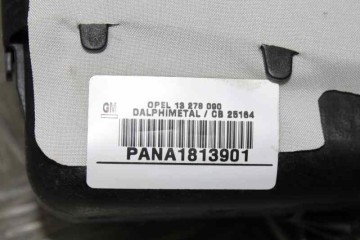 GM
OPEL 13 278 090
DALPHIMETAL / CB 25164
PANA1813901